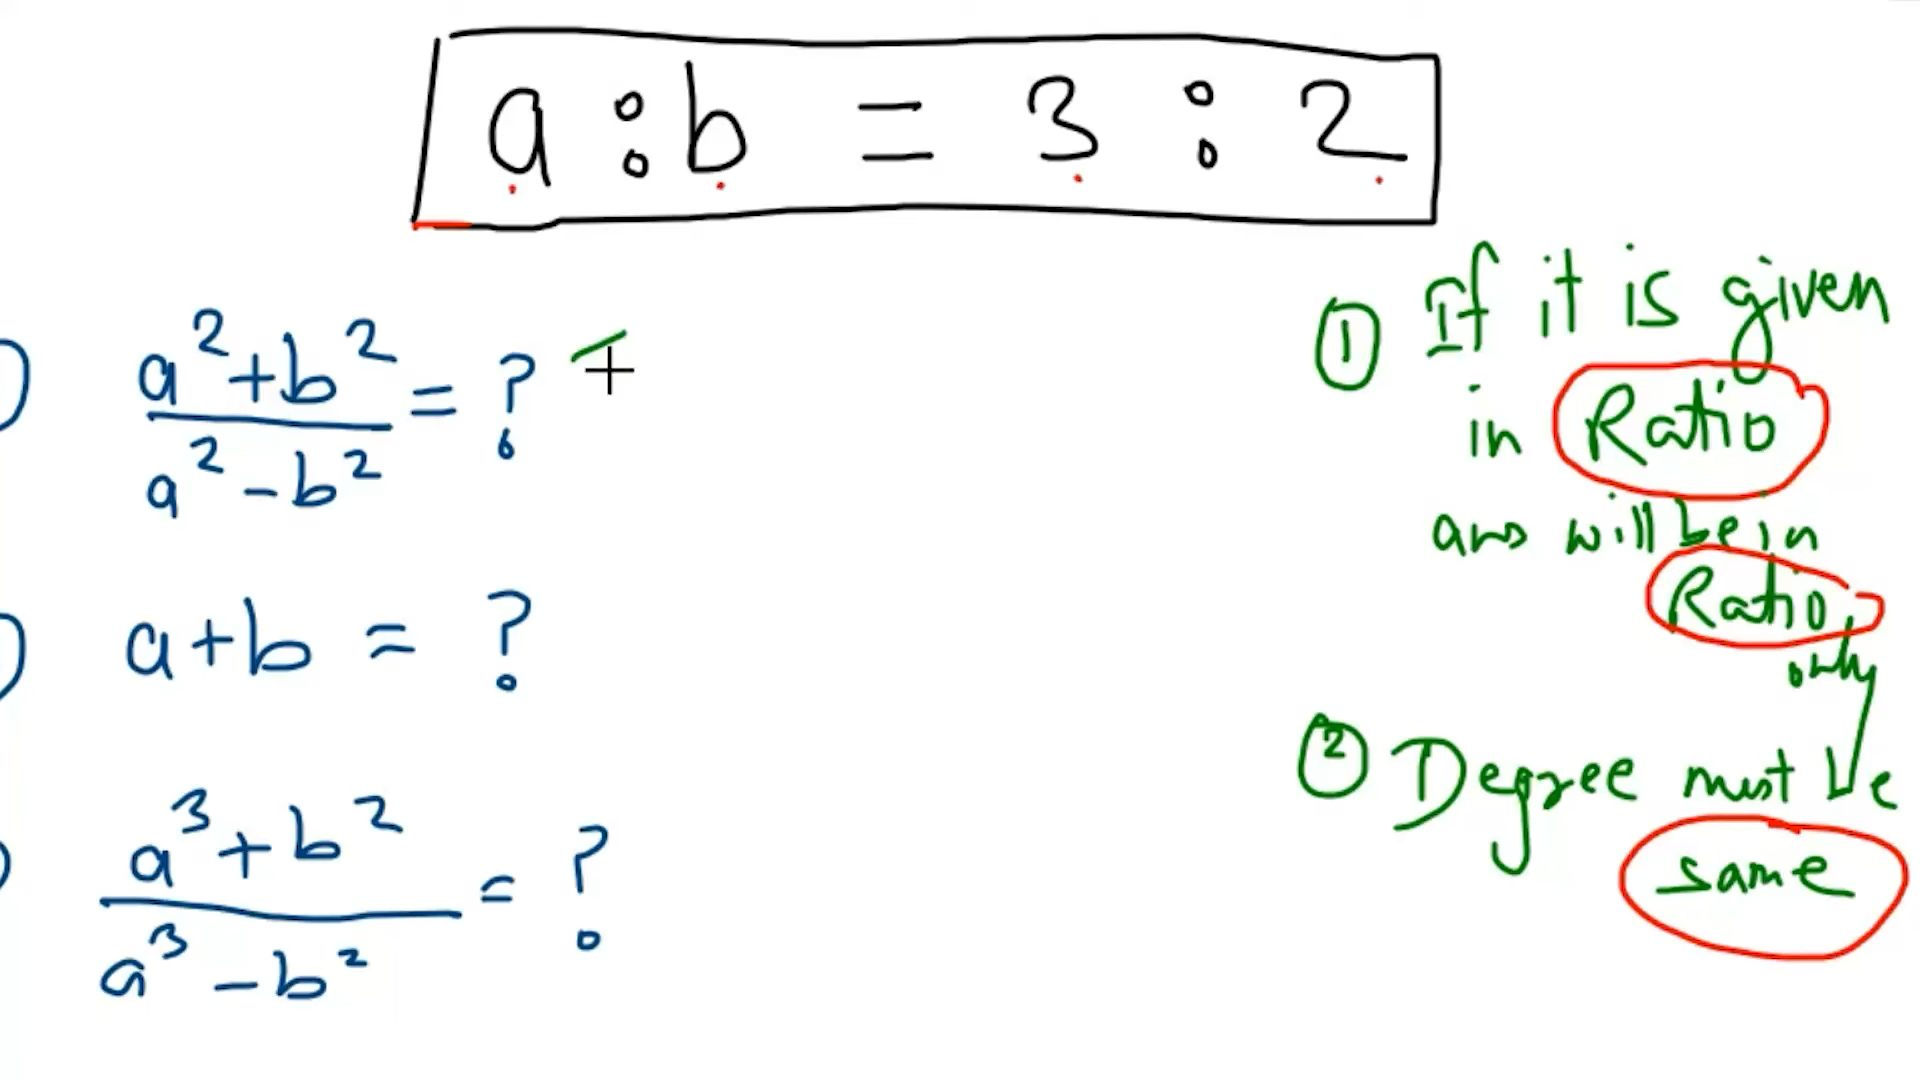 a : b = 3 : 2
a²+b²
a²-b²
= ?
a+b = ?
a³+b²
a³-b²
= ?
① If it is given
in Ratio
ans will be in
Ratio
only
② Degree must be
same